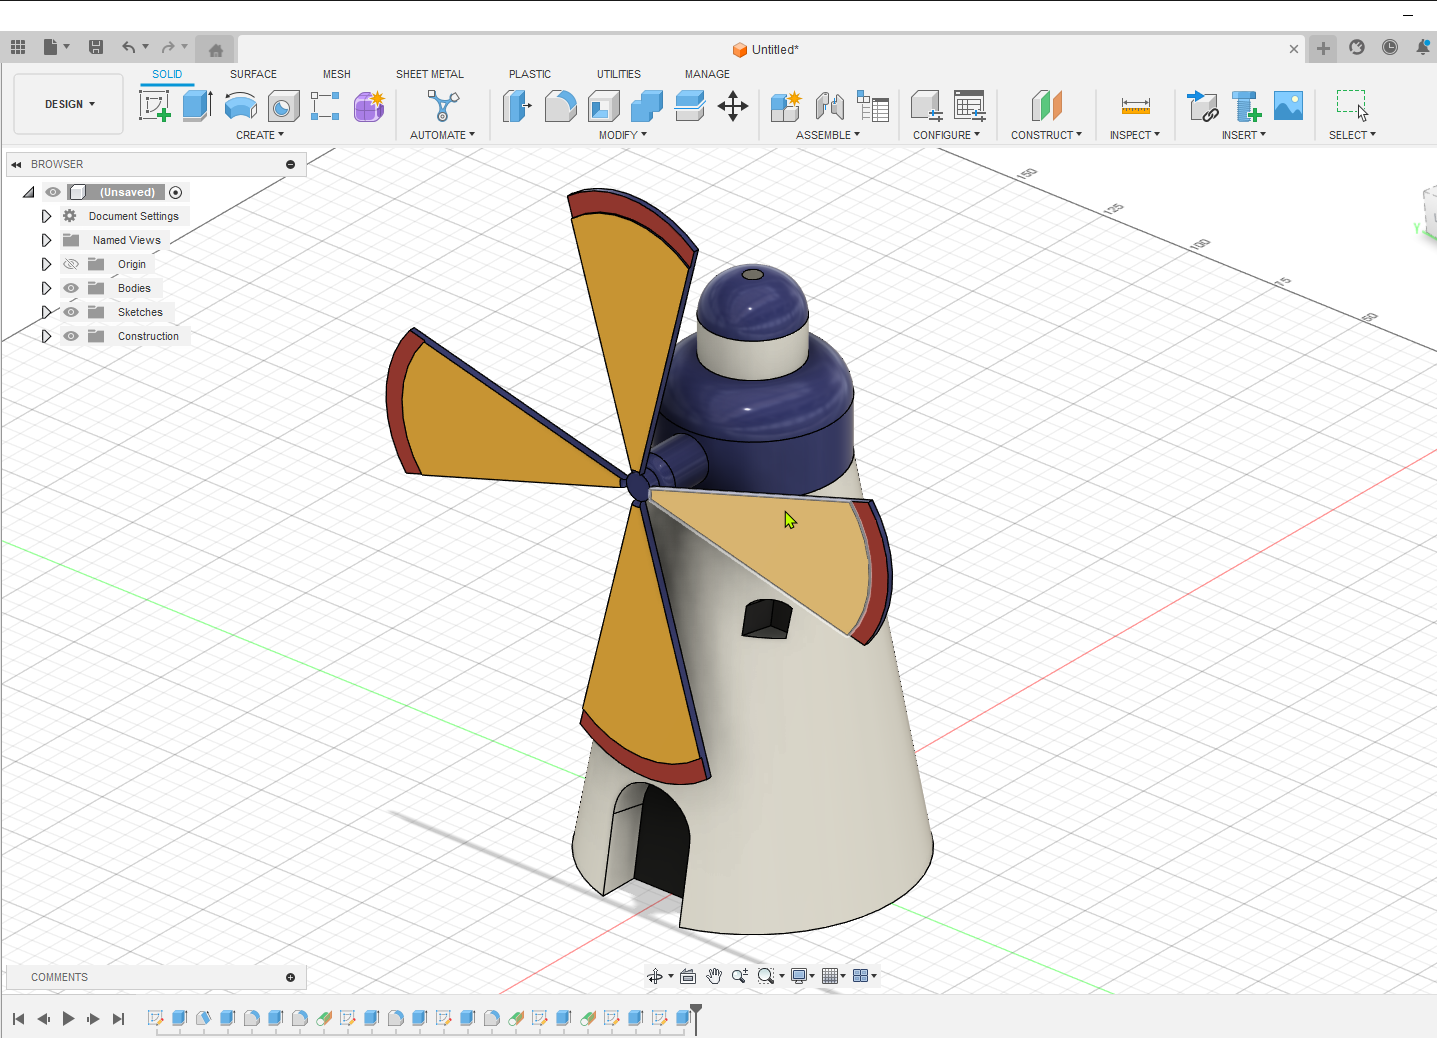 Untitled*
SOLID SURFACE MESH SHEET METAL PLASTIC UTILITIES MANAGE
DESIGN
CREATE AUTOMATE MODIFY ASSEMBLE CONFIGURE CONSTRUCT INSPECT INSERT SELECT
BROWSER
(Unsaved)
Document Settings
Named Views
Origin
Bodies
Sketches
Construction
150
125
100
75
50
Y
COMMENTS